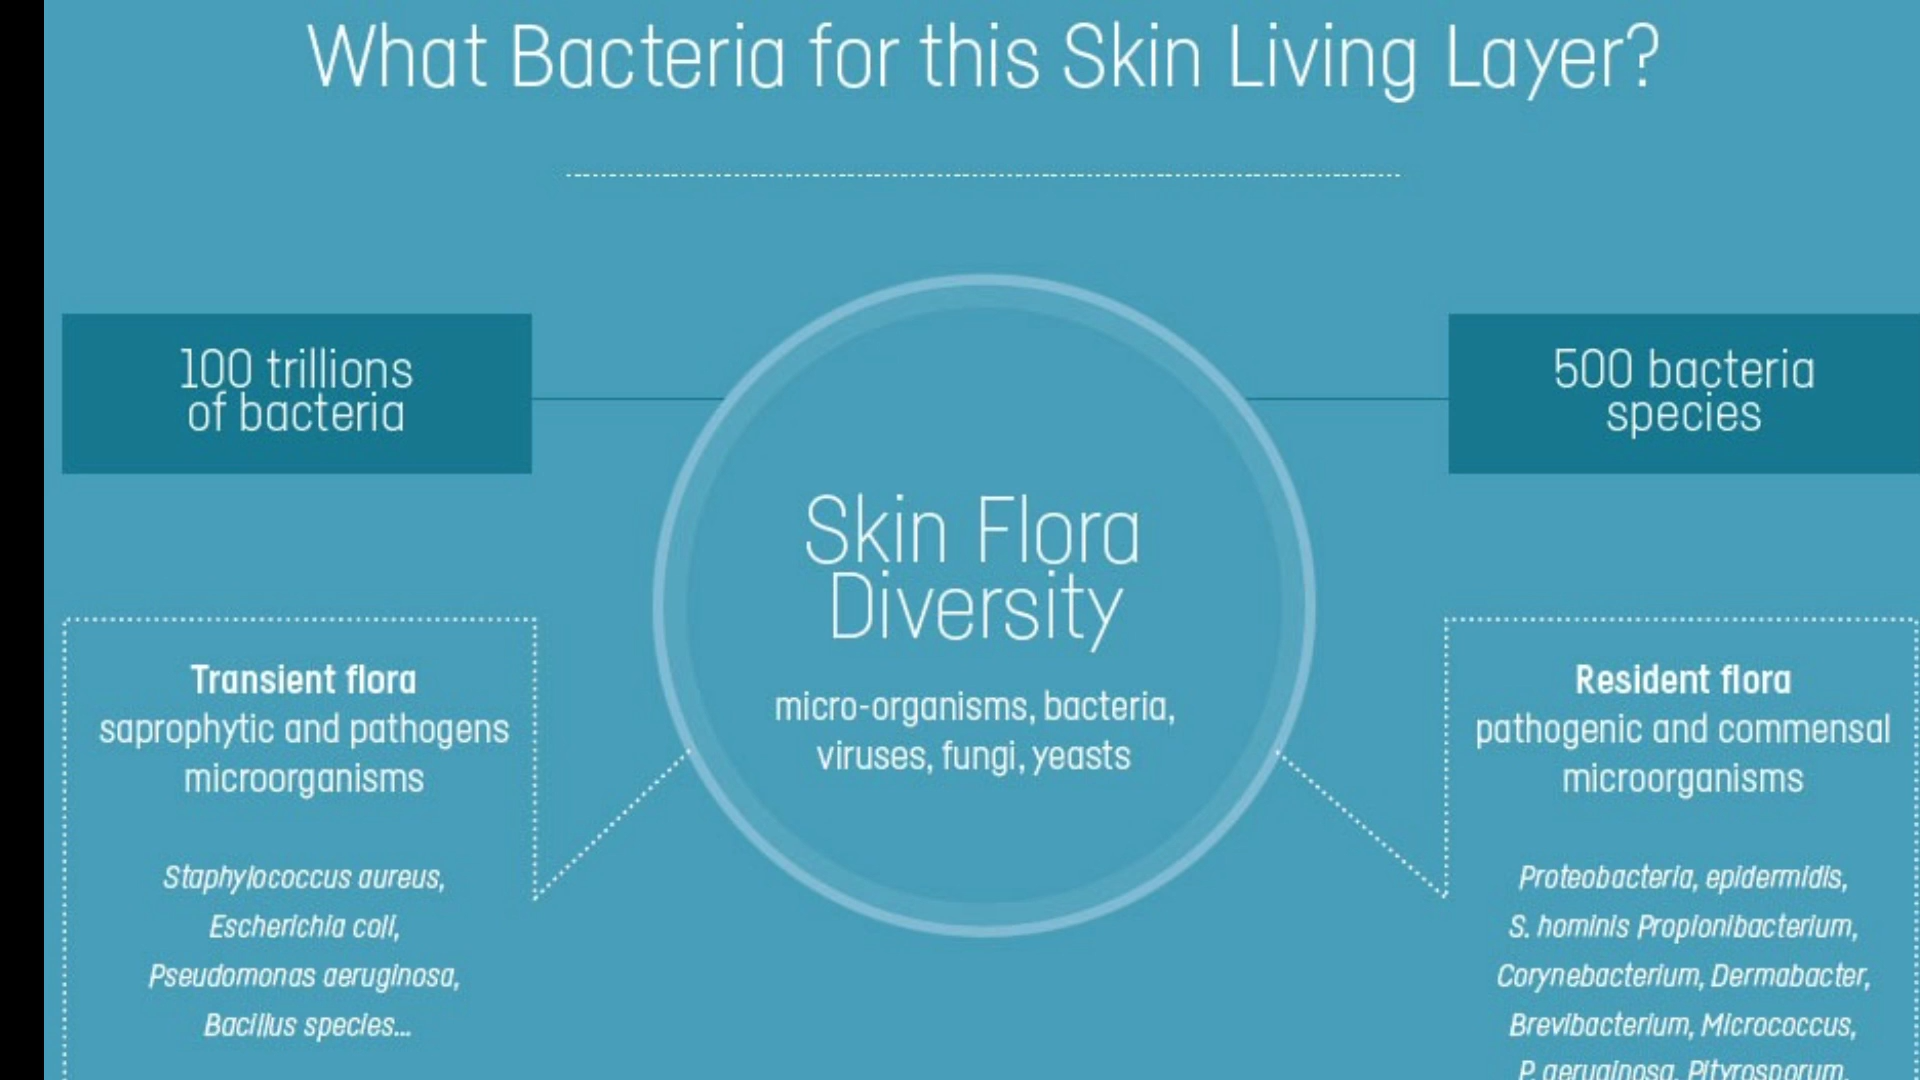 What Bacteria for this Skin Living Layer?
100 trillions
of bacteria
500 bacteria
species
Skin Flora
Diversity
micro-organisms, bacteria,
viruses, fungi, yeasts
Transient flora
saprophytic and pathogens
microorganisms
Staphylococcus aureus,
Escherichia coli,
Pseudomonas aeruginosa,
Bacillus species...
Resident flora
pathogenic and commensal
microorganisms
Proteobacteria, epidermidis,
S. hominis Propionibacterium,
Corynebacterium, Dermabacter,
Brevibacterium, Micrococcus,
P. aeruginosa, Pityrosporum,